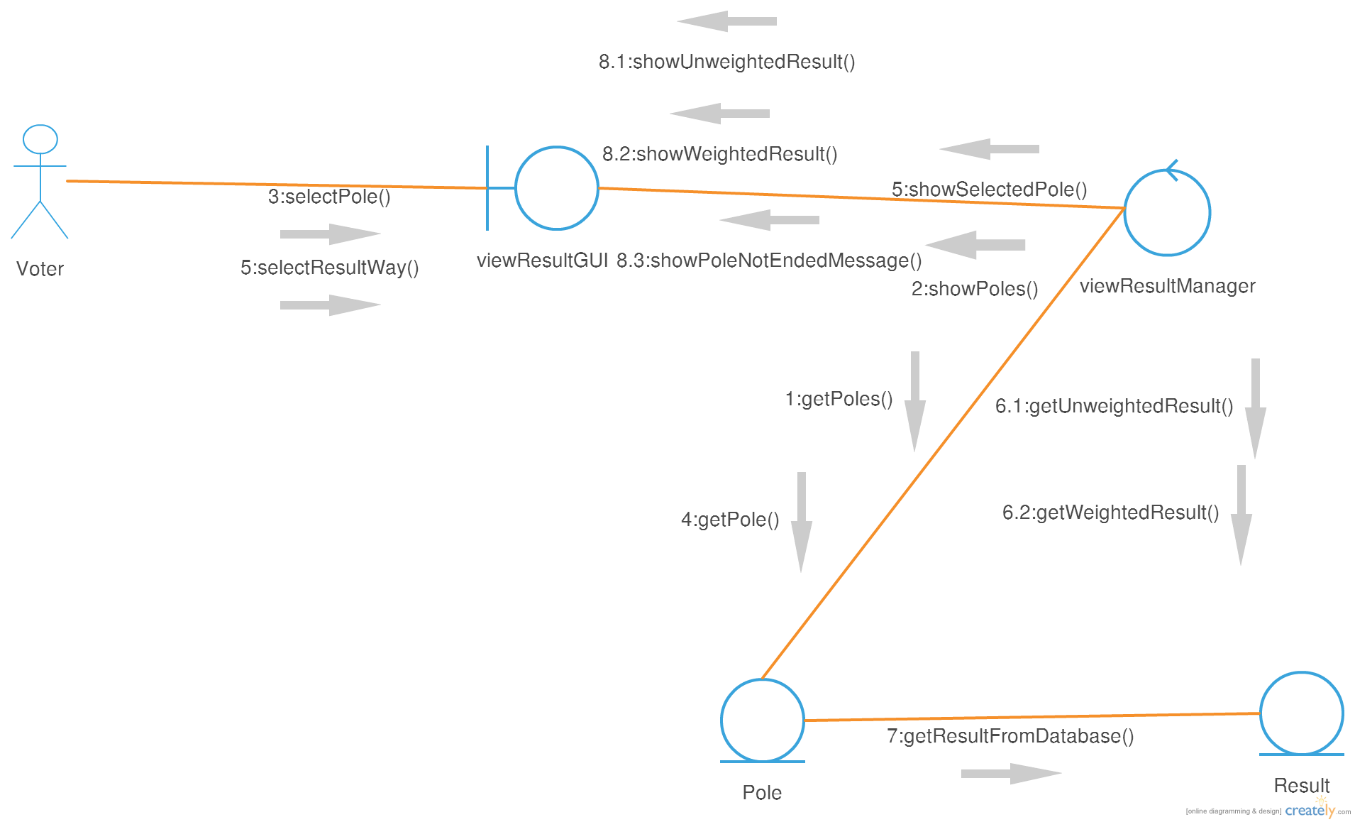 8.1:showUnweightedResult()
8.2:showWeightedResult()
3:selectPole()
5:showSelectedPole()
Voter
5:selectResultWay()
viewResultGUI
8.3:showPoleNotEndedMessage()
2:showPoles()
viewResultManager
1:getPoles()
6.1:getUnweightedResult()
4:getPole()
6.2:getWeightedResult()
7:getResultFromDatabase()
Pole
Result
[online diagramming & design] creately.com